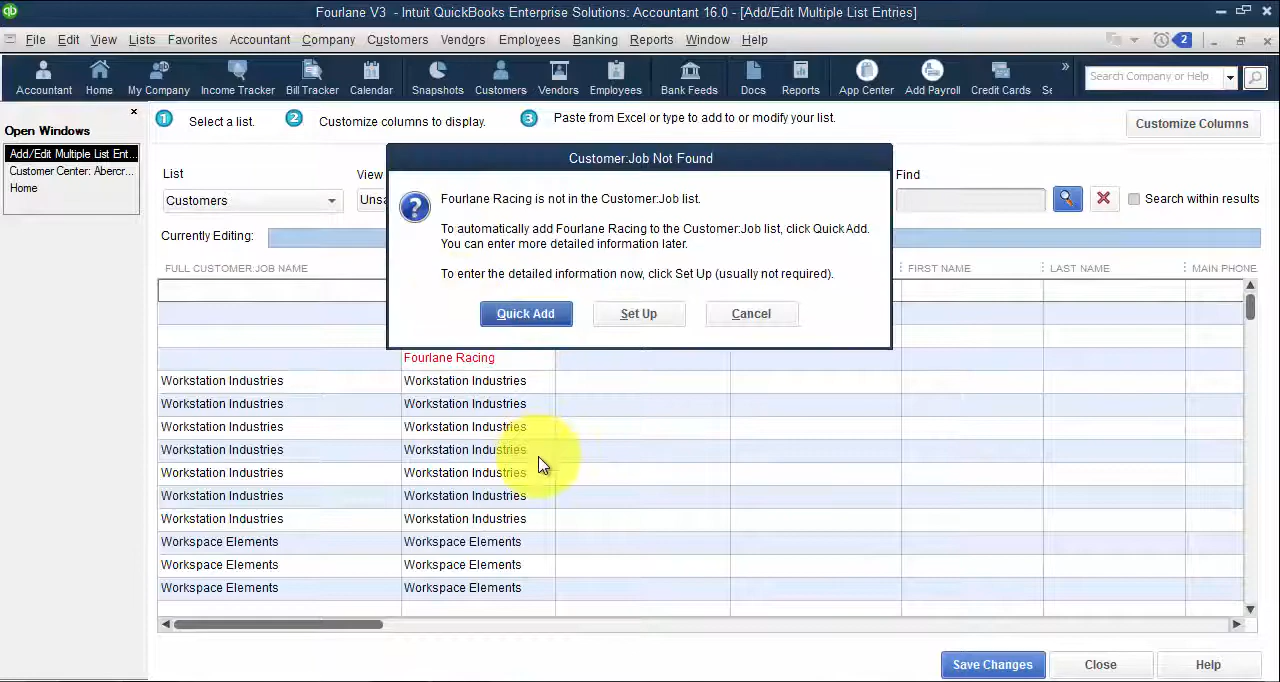 Fourlane V3 - Intuit QuickBooks Enterprise Solutions: Accountant 16.0 - [Add/Edit Multiple List Entries]
File Edit View Lists Favorites Accountant Company Customers Vendors Employees Banking Reports Window Help
2
Accountant Home My Company Income Tracker Bill Tracker Calendar Snapshots Customers Vendors Employees Bank Feeds Docs Reports App Center Add Payroll Credit Cards Se
Search Company or Help
Open Windows
Add/Edit Multiple List Ent...
Customer Center: Abercr...
Home
1 Select a list. 2 Customize columns to display. 3 Paste from Excel or type to add to or modify your list.
Customize Columns
List View Find
Customers Unsa Search within results
Currently Editing:
Customer:Job Not Found
Fourlane Racing is not in the Customer:Job list.
To automatically add Fourlane Racing to the Customer:Job list, click Quick Add.
You can enter more detailed information later.
To enter the detailed information now, click Set Up (usually not required).
Quick Add Set Up Cancel
FULL CUSTOMER:JOB NAME FIRST NAME LAST NAME MAIN PHONE
Fourlane Racing
Workstation Industries Workstation Industries
Workstation Industries Workstation Industries
Workstation Industries Workstation Industries
Workstation Industries Workstation Industries
Workstation Industries Workstation Industries
Workstation Industries Workstation Industries
Workstation Industries Workstation Industries
Workspace Elements Workspace Elements
Workspace Elements Workspace Elements
Workspace Elements Workspace Elements
Save Changes Close Help